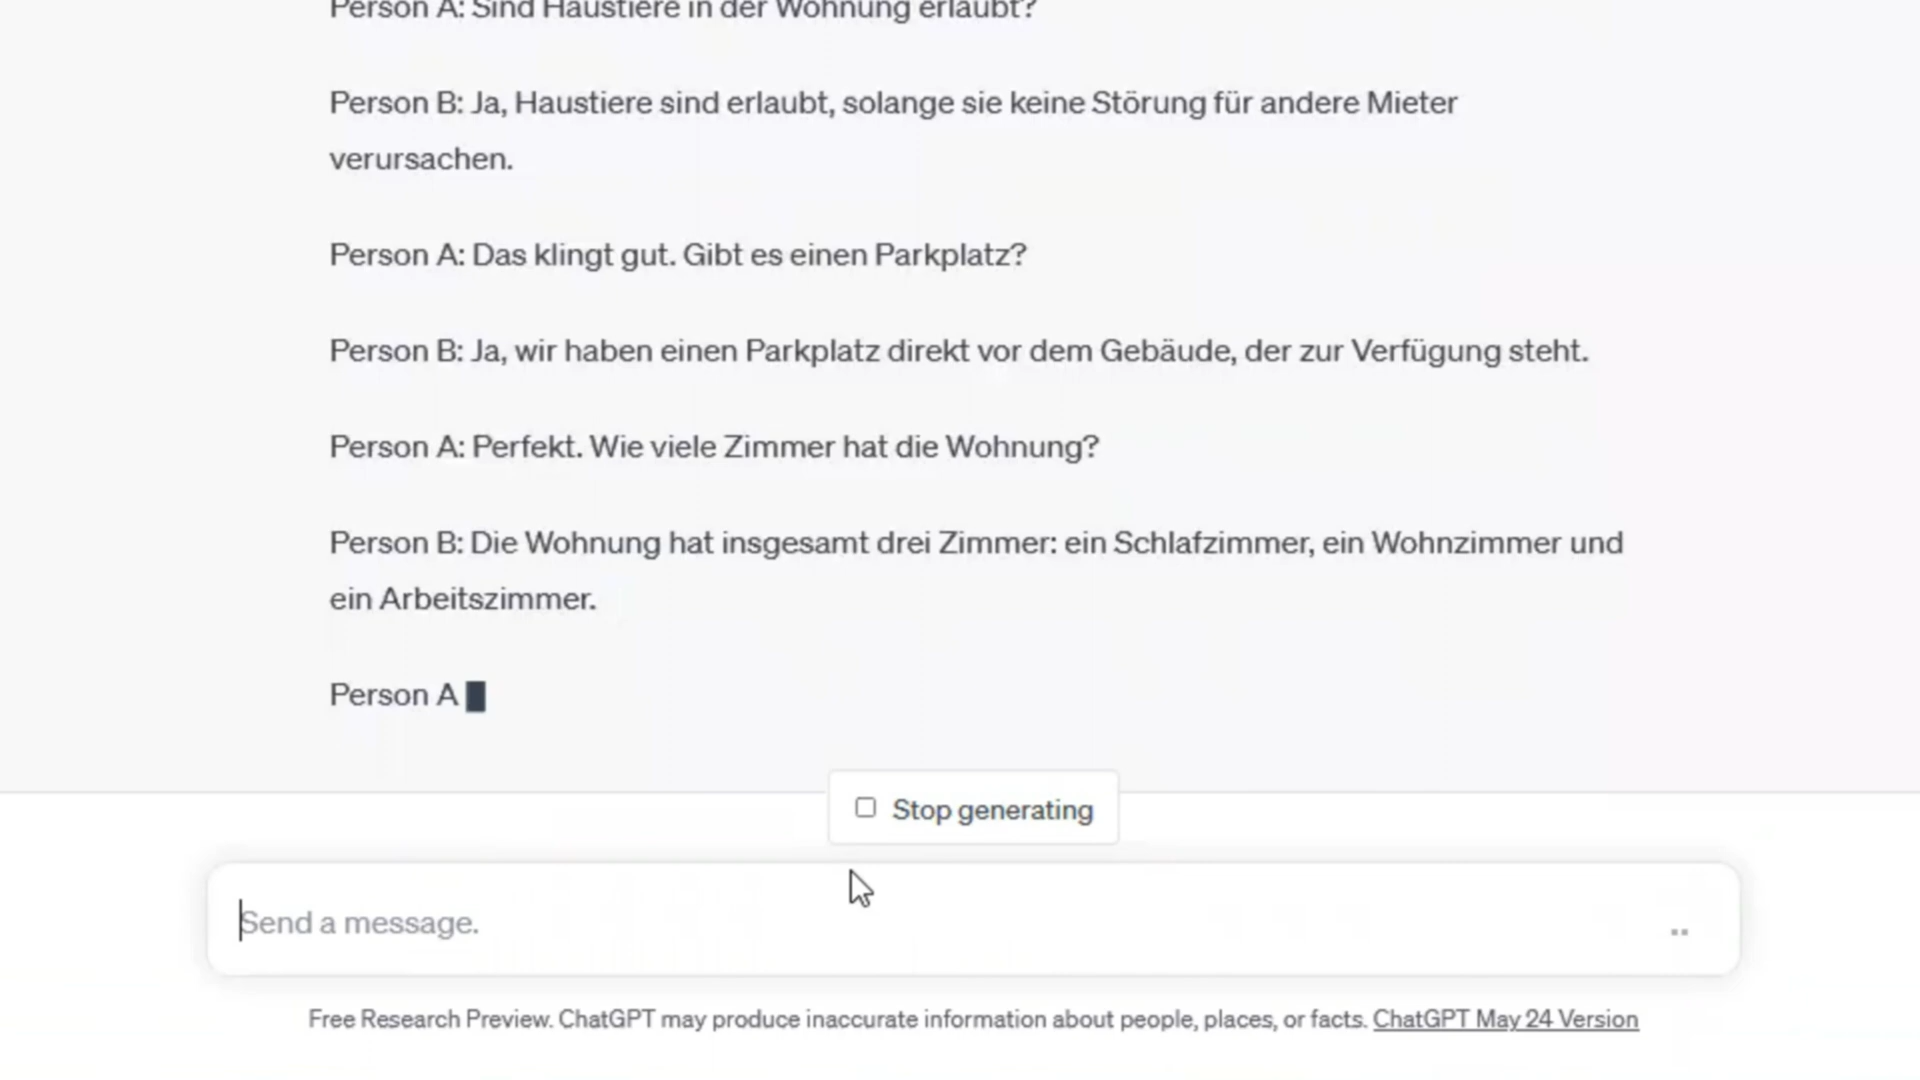 Person A: Sind Haustiere in der Wohnung erlaubt?
Person B: Ja, Haustiere sind erlaubt, solange sie keine Störung für andere Mieter
verursachen.
Person A: Das klingt gut. Gibt es einen Parkplatz?
Person B: Ja, wir haben einen Parkplatz direkt vor dem Gebäude, der zur Verfügung steht.
Person A: Perfekt. Wie viele Zimmer hat die Wohnung?
Person B: Die Wohnung hat insgesamt drei Zimmer: ein Schlafzimmer, ein Wohnzimmer und
ein Arbeitszimmer.
Person A
Stop generating
Send a message.
Free Research Preview. ChatGPT may produce inaccurate information about people, places, or facts. ChatGPT May 24 Version